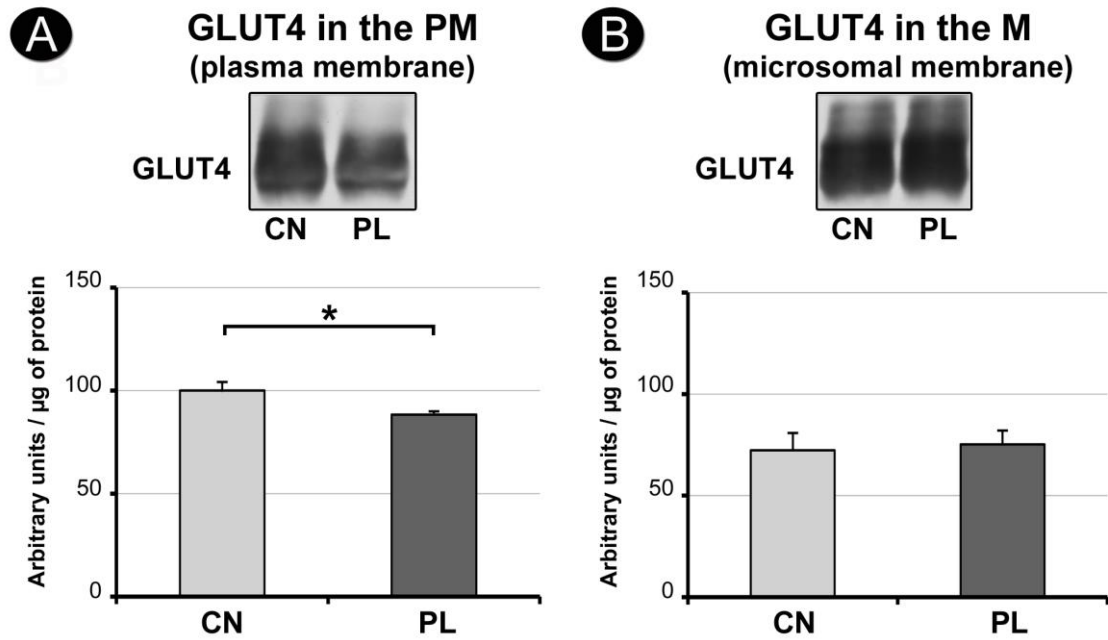 A
GLUT4 in the PM
(plasma membrane)
GLUT4
CN PL
Arbitrary units / µg of protein
150
100
50
0
*
CN PL
B
GLUT4 in the M
(microsomal membrane)
GLUT4
CN PL
Arbitrary units / µg of protein
150
100
50
0
CN PL